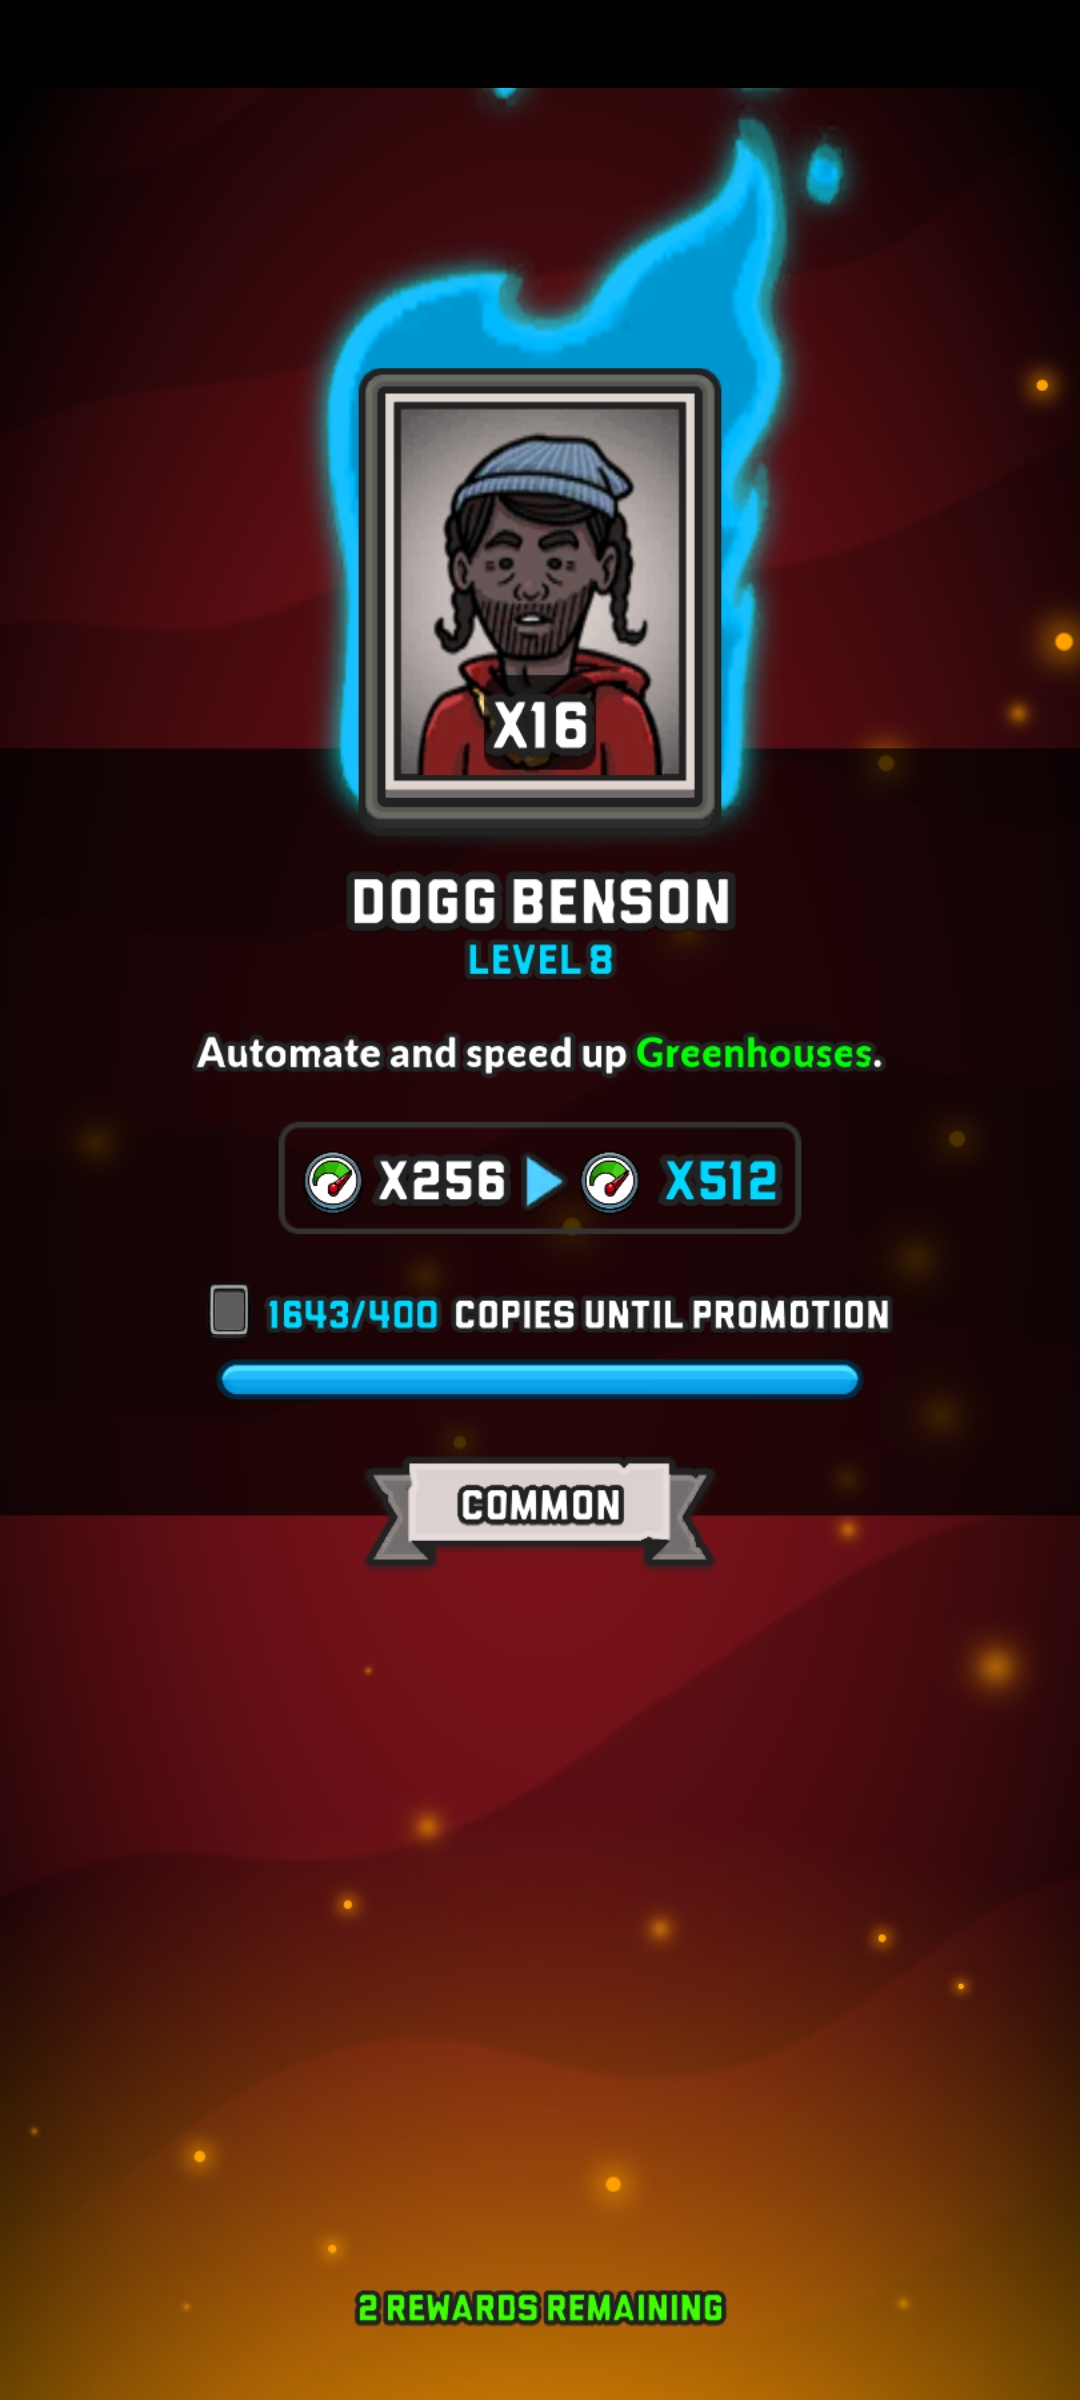 X16
DOGG BENSON
LEVEL 8
Automate and speed up Greenhouses.
X256 X512
1643/400 COPIES UNTIL PROMOTION
COMMON
2 REWARDS REMAINING